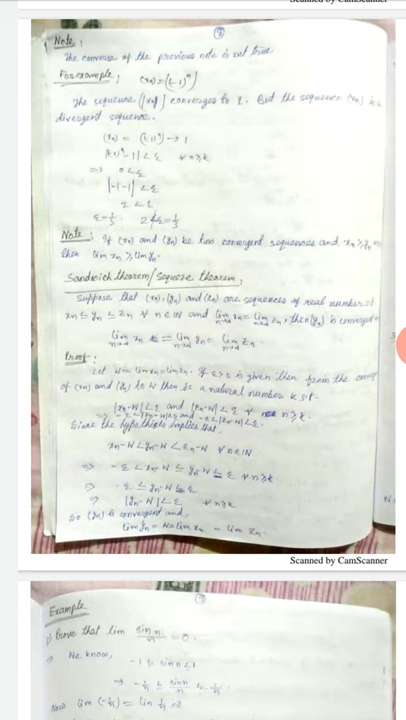 Scanned by CamScanner
Note:
The converse of the previous note is not true.
For example, (xn) = (-1)^n)
The sequence (|xn|) converges to 1. But the sequence (xn) is a
divergent sequence.
(xn) = (-1)^n) → 1
|(-1)^n - 1| < ε ∀ n ≥ k
⇒ 0 < ε
|-1-1| < ε
2 < ε
Note: If (xn) and (yn) be two convergent sequences and xn ≥ yn
then lim xn ≥ lim yn.
Sandwich theorem/squeeze theorem,
Suppose that (xn), (yn) and (zn) are sequences of real number s.t
xn ≤ yn ≤ zn ∀ n ∈ IN and lim xn = lim zn, then (yn) is convergent
lim n→∞ xn = lim n→∞ yn = lim n→∞ zn.
Proof:
Let W = lim xn = lim zn. If ε > 0 is given then from the
of (xn) and (zn) to W then a natural number K s.t.
|xn-W| < ε and |zn-W| < ε ∀ n ≥ k.
Since the hypothesis implies that
xn-W ≤ yn-W ≤ zn-W ∀ n ∈ IN
⇒ -ε < xn-W ≤ yn-W ≤ ε ∀ n ≥ k
⇒ -ε ≤ yn-W ≤ ε
⇒ |yn-W| < ε ∀ n ≥ k
So (yn) is convergent and
lim yn = W = lim xn = lim zn.
Scanned by CamScanner
Example
Prove that lim sin n/n = 0.
⇒ We know,
-1 ≤ sin n ≤ 1
⇒ -1/n ≤ sin n/n ≤ 1/n.
Now lim (-1/n) = lim 1/n = 0